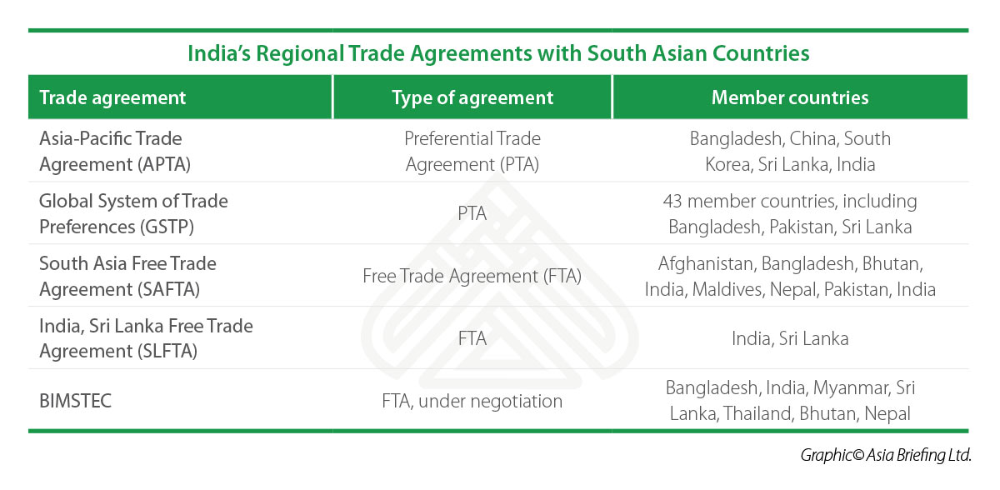 India’s Regional Trade Agreements with South Asian Countries
Trade agreement
Type of agreement
Member countries
Asia-Pacific Trade
Agreement (APTA)
Preferential Trade
Agreement (PTA)
Bangladesh, China, South
Korea, Sri Lanka, India
Global System of Trade
Preferences (GSTP)
PTA
43 member countries, including
Bangladesh, Pakistan, Sri Lanka
South Asia Free Trade
Agreement (SAFTA)
Free Trade Agreement (FTA)
Afghanistan, Bangladesh, Bhutan,
India, Maldives, Nepal, Pakistan, India
India, Sri Lanka Free Trade
Agreement (SLFTA)
FTA
India, Sri Lanka
BIMSTEC
FTA, under negotiation
Bangladesh, India, Myanmar, Sri
Lanka, Thailand, Bhutan, Nepal
Graphic© Asia Briefing Ltd.